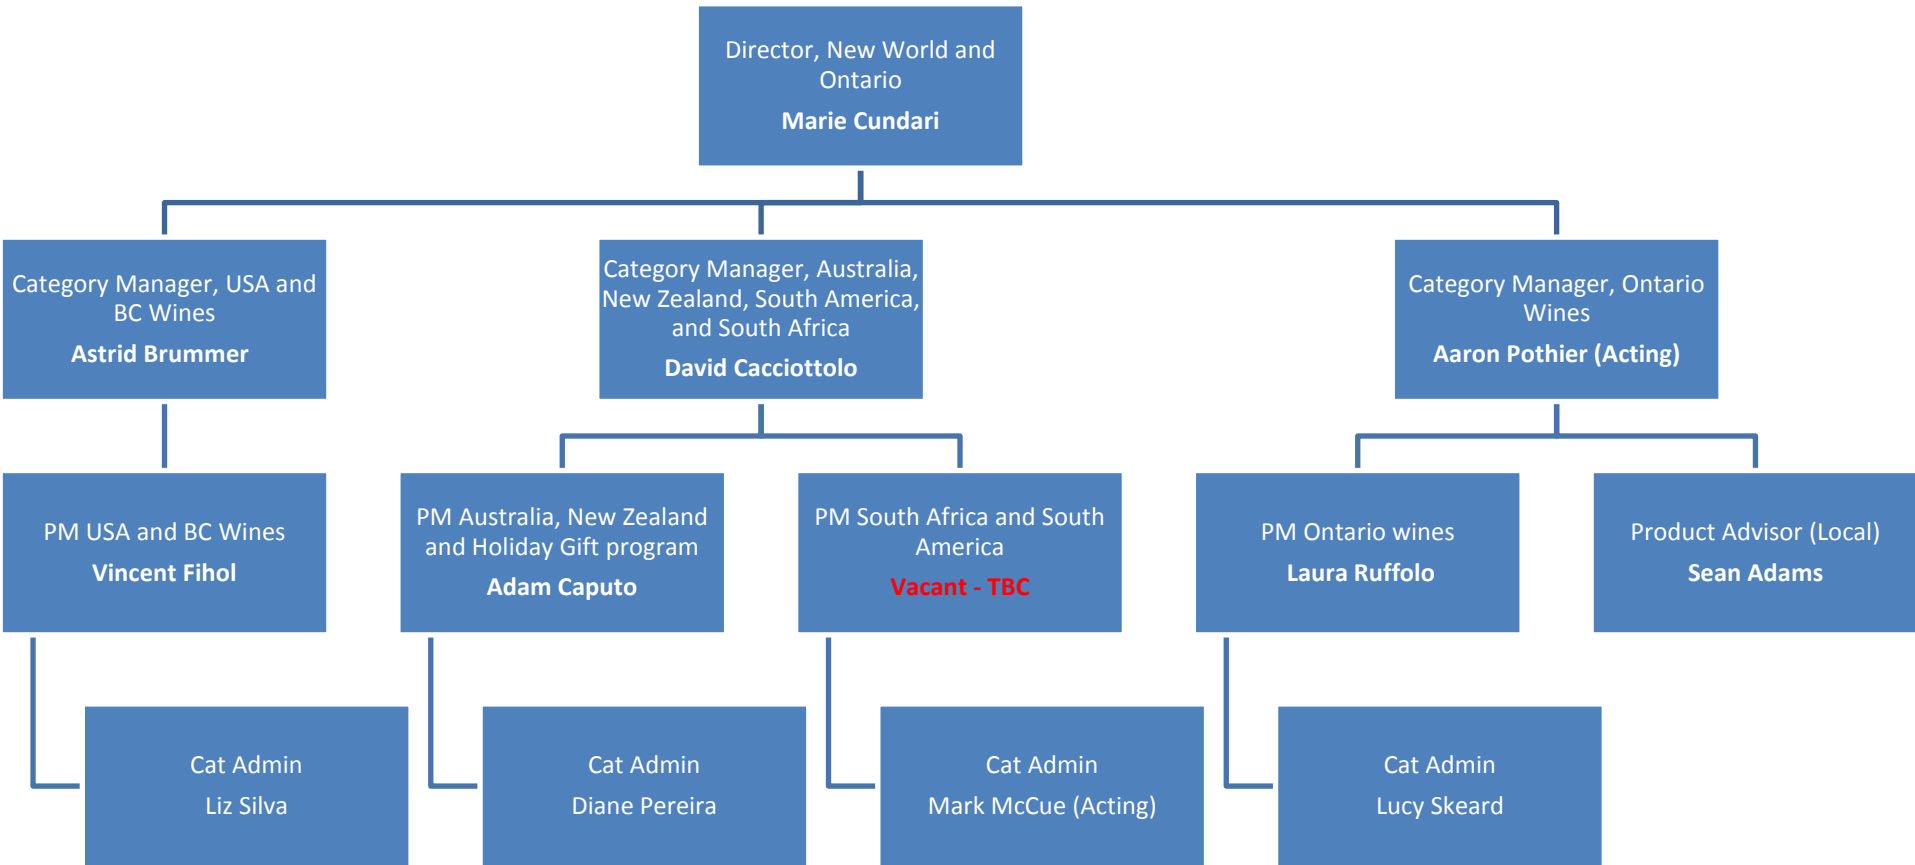 Director, New World and
Ontario
Marie Cundari
Category Manager, USA and
BC Wines
Astrid Brummer
Category Manager, Australia,
New Zealand, South America,
and South Africa
David Cacciottolo
Category Manager, Ontario
Wines
Aaron Pothier (Acting)
PM USA and BC Wines
Vincent Fihol
PM Australia, New Zealand
and Holiday Gift program
Adam Caputo
PM South Africa and South
America
Vacant - TBC
PM Ontario wines
Laura Ruffolo
Product Advisor (Local)
Sean Adams
Cat Admin
Liz Silva
Cat Admin
Diane Pereira
Cat Admin
Mark McCue (Acting)
Cat Admin
Lucy Skeard